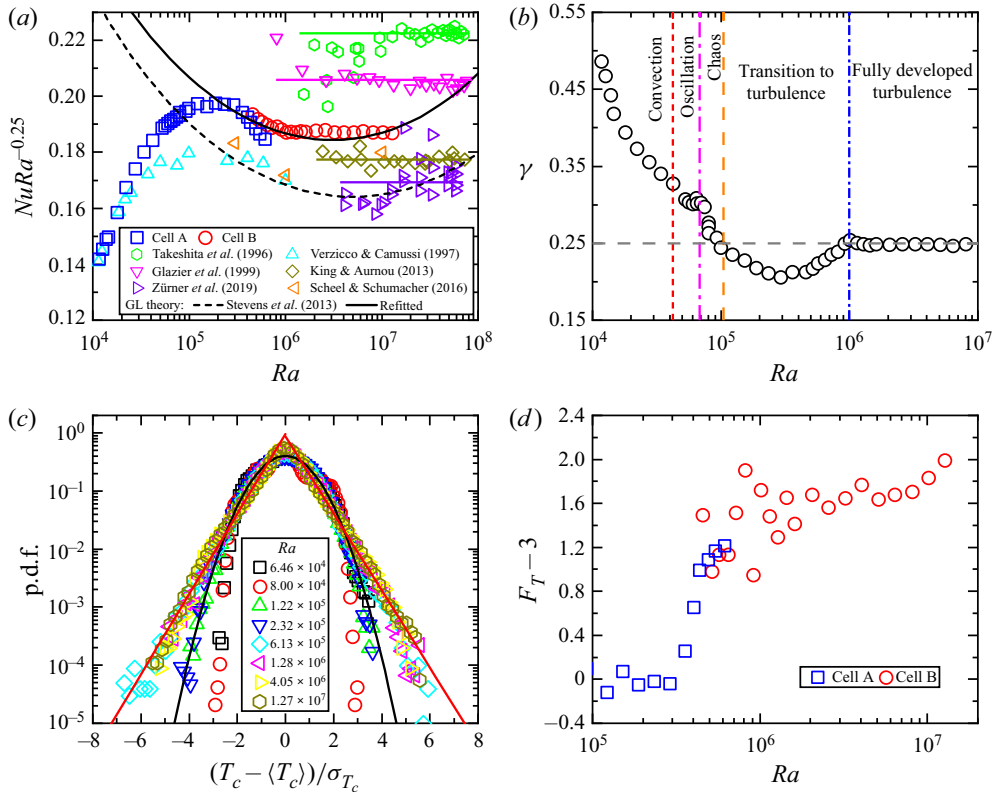 (a)
NuRa^−0.25
0.22
0.20
0.18
0.16
0.14
0.12
Cell A Cell B
Takeshita et al. (1996) Verzicco & Camussi (1997)
Glazier et al. (1999) King & Aurnou (2013)
Zürner et al. (2019) Scheel & Schumacher (2016)
GL theory: Stevens et al. (2013) Refitted
10^4 10^5 10^6 10^7 10^8
Ra
(b)
γ
0.55
0.45
0.35
0.25
0.15
Convection
Oscillation
Chaos
Transition to
turbulence
Fully developed
turbulence
10^4 10^5 10^6 10^7
Ra
(c)
p.d.f.
10^0
10^−1
10^−2
10^−3
10^−4
10^−5
Ra
6.46 × 10^4
8.00 × 10^4
1.22 × 10^5
2.32 × 10^5
6.13 × 10^5
1.28 × 10^6
4.05 × 10^6
1.27 × 10^7
−8 −6 −4 −2 0 2 4 6 8
(T_c − ⟨T_c⟩)/σ_T_c
(d)
F_T − 3
2.4
2.0
1.6
1.2
0.8
0.4
0
−0.4
Cell A Cell B
10^5 10^6 10^7
Ra